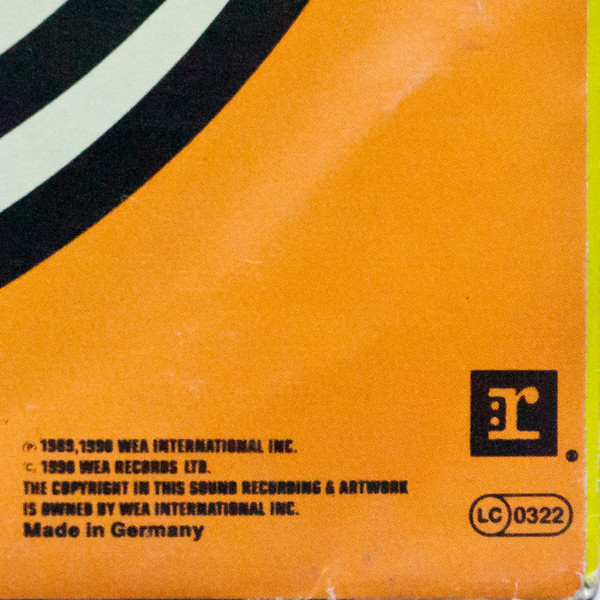 ℗ 1989,1990 WEA INTERNATIONAL INC.
© 1990 WEA RECORDS LTD.
THE COPYRIGHT IN THIS SOUND RECORDING & ARTWORK
IS OWNED BY WEA INTERNATIONAL INC.
Made in Germany
:r
®
LC 0322